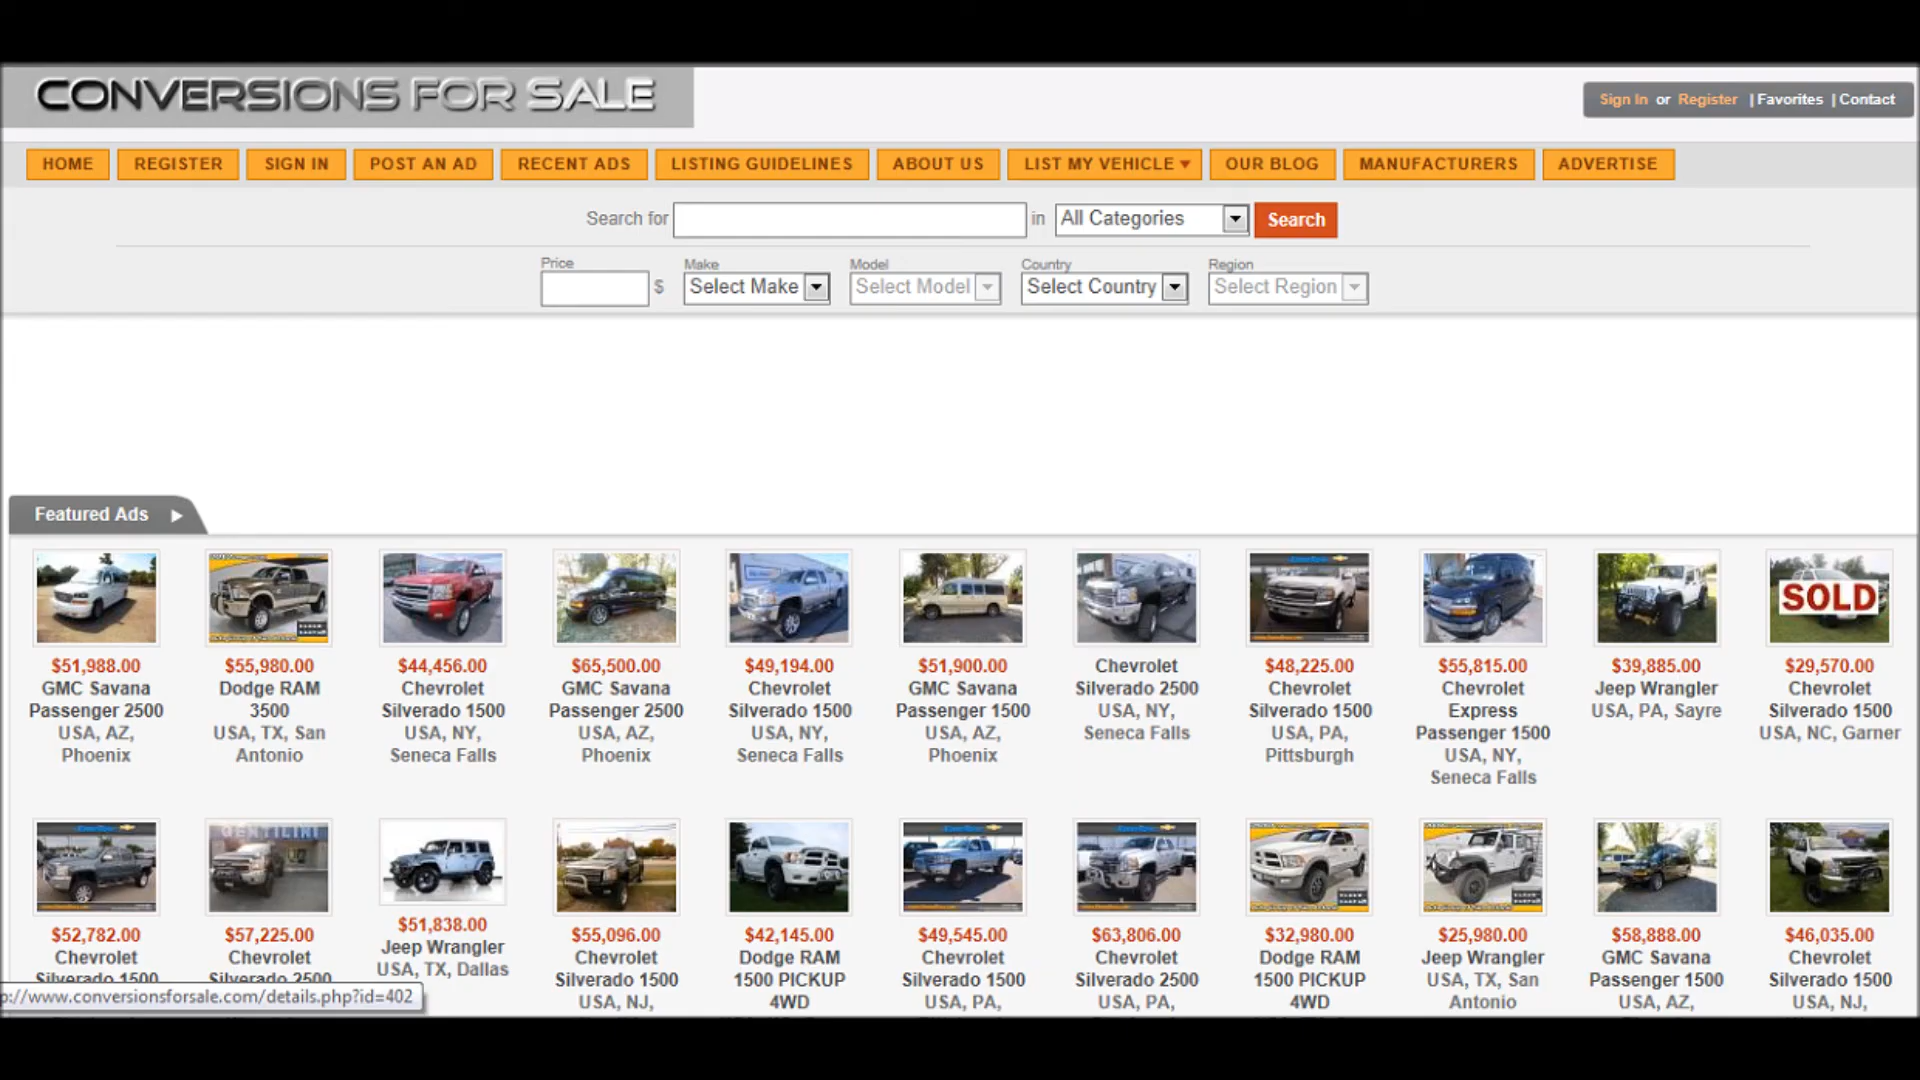 CONVERSIONS FOR SALE
Sign In or Register | Favorites | Contact
HOME REGISTER SIGN IN POST AN AD RECENT ADS LISTING GUIDELINES ABOUT US LIST MY VEHICLE OUR BLOG MANUFACTURERS ADVERTISE
Search for in All Categories Search
Price Make Model Country Region
$ Select Make Select Model Select Country Select Region
Featured Ads
SOLD
$51,988.00
GMC Savana
Passenger 2500
USA, AZ,
Phoenix
$55,980.00
Dodge RAM
3500
USA, TX, San
Antonio
$44,456.00
Chevrolet
Silverado 1500
USA, NY,
Seneca Falls
$65,500.00
GMC Savana
Passenger 2500
USA, AZ,
Phoenix
$49,194.00
Chevrolet
Silverado 1500
USA, NY,
Seneca Falls
$51,900.00
GMC Savana
Passenger 1500
USA, AZ,
Phoenix
Chevrolet
Silverado 2500
USA, NY,
Seneca Falls
$48,225.00
Chevrolet
Silverado 1500
USA, PA,
Pittsburgh
$55,815.00
Chevrolet
Express
Passenger 1500
USA, NY,
Seneca Falls
$39,885.00
Jeep Wrangler
USA, PA, Sayre
$29,570.00
Chevrolet
Silverado 1500
USA, NC, Garner
GENTILINI
$52,782.00
Chevrolet
Silverado 1500
$57,225.00
Chevrolet
Silverado 2500
$51,838.00
Jeep Wrangler
USA, TX, Dallas
$55,096.00
Chevrolet
Silverado 1500
USA, NJ,
$42,145.00
Dodge RAM
1500 PICKUP
4WD
$49,545.00
Chevrolet
Silverado 1500
USA, PA,
$63,806.00
Chevrolet
Silverado 2500
USA, PA,
$32,980.00
Dodge RAM
1500 PICKUP
4WD
$25,980.00
Jeep Wrangler
USA, TX, San
Antonio
$58,888.00
GMC Savana
Passenger 1500
USA, AZ,
$46,035.00
Chevrolet
Silverado 1500
USA, NJ,
p://www.conversionsforsale.com/details.php?id=402